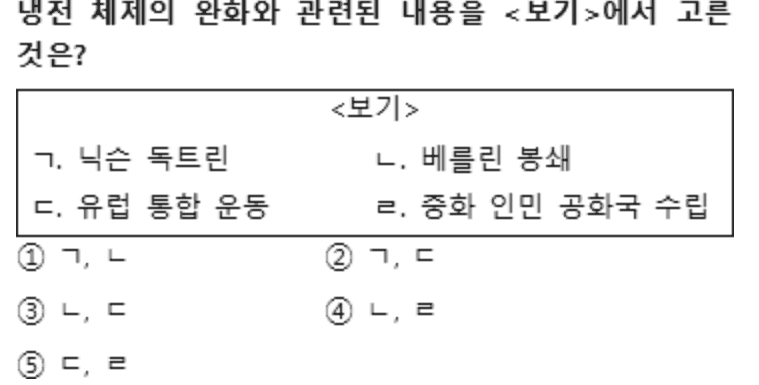 냉전 체제의 완화와 관련된 내용을 <보기>에서 고른
것은?
<보기>
ㄱ. 닉슨 독트린 ㄴ. 베를린 봉쇄
ㄷ. 유럽 통합 운동 ㄹ. 중화 인민 공화국 수립
① ㄱ, ㄴ ② ㄱ, ㄷ
③ ㄴ, ㄷ ④ ㄴ, ㄹ
⑤ ㄷ, ㄹ